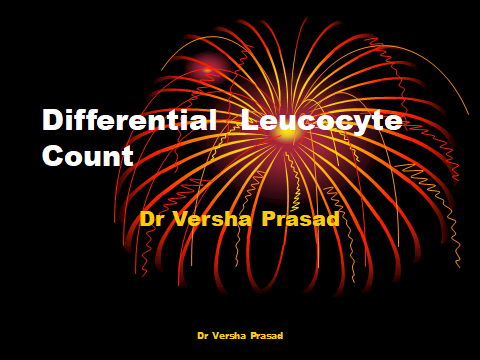 Differential Leucocyte
Count
Dr Versha Prasad
Dr Versha Prasad